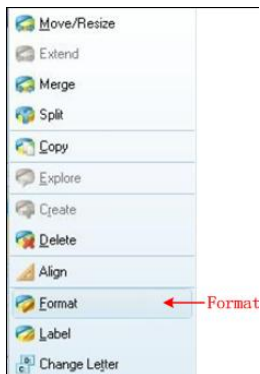 Move/Resize
Extend
Merge
Split
Copy
Explore
Create
Delete
Align
Format Format
Label
Change Letter